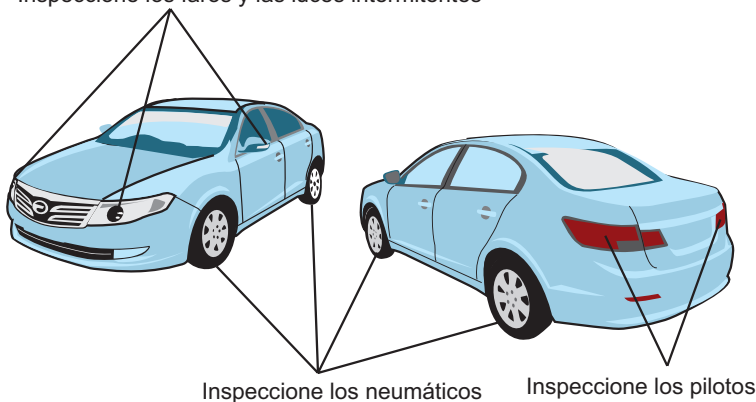 Inspeccione los faros y las luces intermitentes
Inspeccione los neumáticos
Inspeccione los pilotos